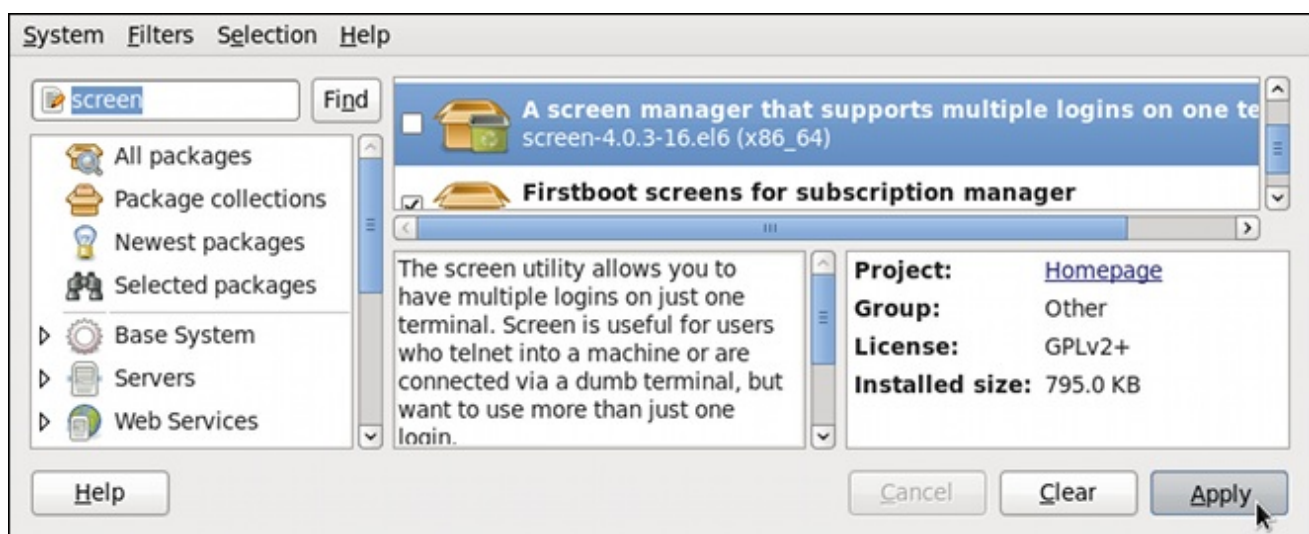 System Filters Selection Help
screen
Find
All packages
Package collections
Newest packages
Selected packages
Base System
Servers
Web Services
A screen manager that supports multiple logins on one te
screen-4.0.3-16.el6 (x86_64)
Firstboot screens for subscription manager
The screen utility allows you to
have multiple logins on just one
terminal. Screen is useful for users
who telnet into a machine or are
connected via a dumb terminal, but
want to use more than just one
login.
Project: Homepage
Group: Other
License: GPLv2+
Installed size: 795.0 KB
Help
Cancel
Clear
Apply